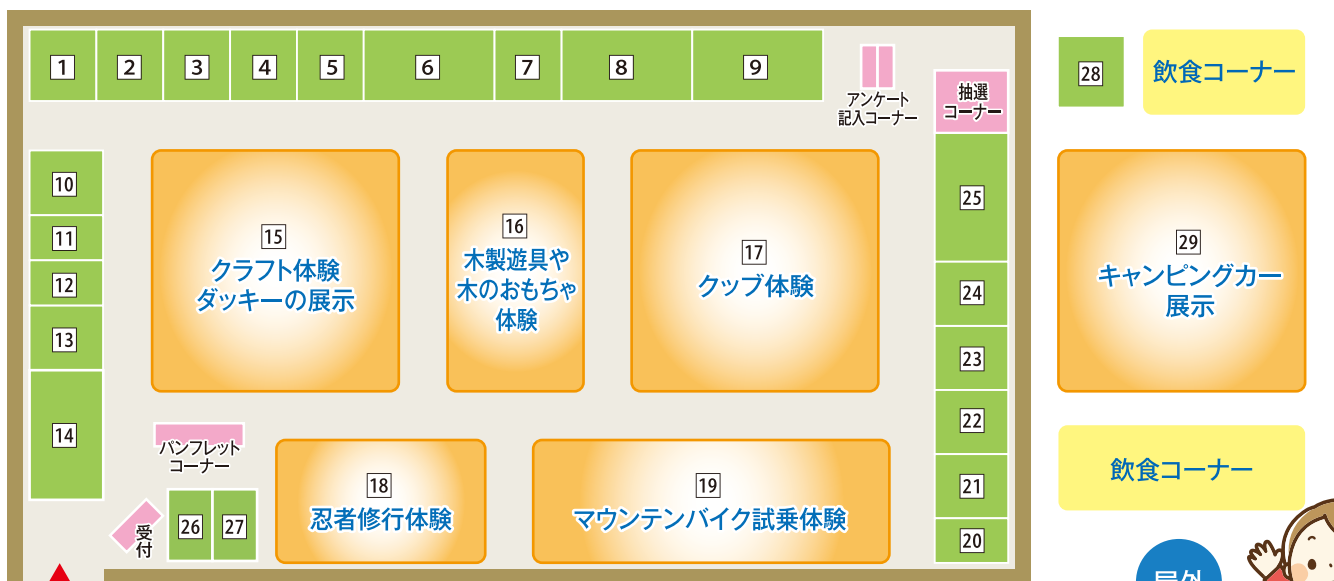 1
2
3
4
5
6
7
8
9
アンケート
記入コーナー
抽選
コーナー
28
飲食コーナー
10
11
12
13
14
15
クラフト体験
ダッキーの展示
16
木製遊具や
木のおもちゃ
体験
17
クッブ体験
25
24
23
22
21
20
29
キャンピングカー
展示
パンフレット
コーナー
受付
26
27
18
忍者修行体験
19
マウンテンバイク試乗体験
飲食コーナー
屋外